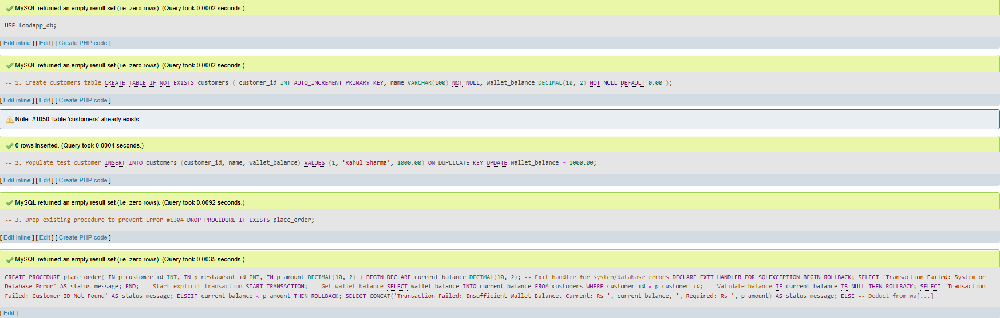 MySQL returned an empty result set (i.e. zero rows). (Query took 0.0002 seconds.)
USE foodapp_db;
[ Edit inline ] [ Edit ] [ Create PHP code ]
MySQL returned an empty result set (i.e. zero rows). (Query took 0.0002 seconds.)
-- 1. Create customers table CREATE TABLE IF NOT EXISTS customers ( customer_id INT AUTO_INCREMENT PRIMARY KEY, name VARCHAR(100) NOT NULL, wallet_balance DECIMAL(10, 2) NOT NULL DEFAULT 0.00 );
[ Edit inline ] [ Edit ] [ Create PHP code ]
Note: #1050 Table 'customers' already exists
0 rows inserted. (Query took 0.0004 seconds.)
-- 2. Populate test customer INSERT INTO customers (customer_id, name, wallet_balance) VALUES (1, 'Rahul Sharma', 1000.00) ON DUPLICATE KEY UPDATE wallet_balance = 1000.00;
[ Edit inline ] [ Edit ] [ Create PHP code ]
MySQL returned an empty result set (i.e. zero rows). (Query took 0.0092 seconds.)
-- 3. Drop existing procedure to prevent Error #1304 DROP PROCEDURE IF EXISTS place_order;
[ Edit inline ] [ Edit ] [ Create PHP code ]
MySQL returned an empty result set (i.e. zero rows). (Query took 0.0035 seconds.)
CREATE PROCEDURE place_order( IN p_customer_id INT, IN p_restaurant_id INT, IN p_amount DECIMAL(10, 2) ) BEGIN DECLARE current_balance DECIMAL(10, 2); -- Exit handler for system/database errors DECLARE EXIT HANDLER FOR SQLEXCEPTION BEGIN ROLLBACK; SELECT 'Transaction Failed: System or
Database Error' AS status_message; END; -- Start explicit transaction START TRANSACTION; -- Get wallet balance SELECT wallet_balance INTO current_balance FROM customers WHERE customer_id = p_customer_id; -- Validate balance IF current_balance IS NULL THEN ROLLBACK; SELECT 'Transaction
Failed: Customer ID Not Found' AS status_message; ELSEIF current_balance < p_amount THEN ROLLBACK; SELECT CONCAT('Transaction Failed: Insufficient Wallet Balance. Current: Rs ', current_balance, ', Required: Rs ', p_amount) AS status_message; ELSE -- Deduct from wa[...]
[ Edit ]